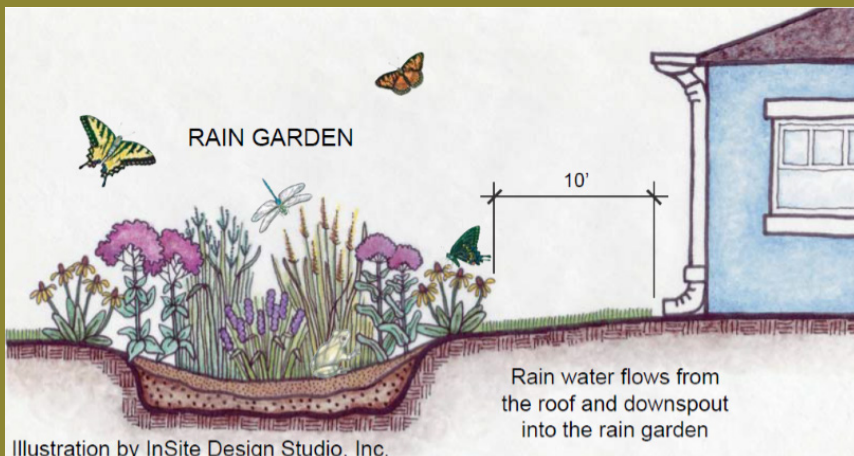 RAIN GARDEN
10'
Rain water flows from
the roof and downspout
into the rain garden
Illustration by InSite Design Studio, Inc.